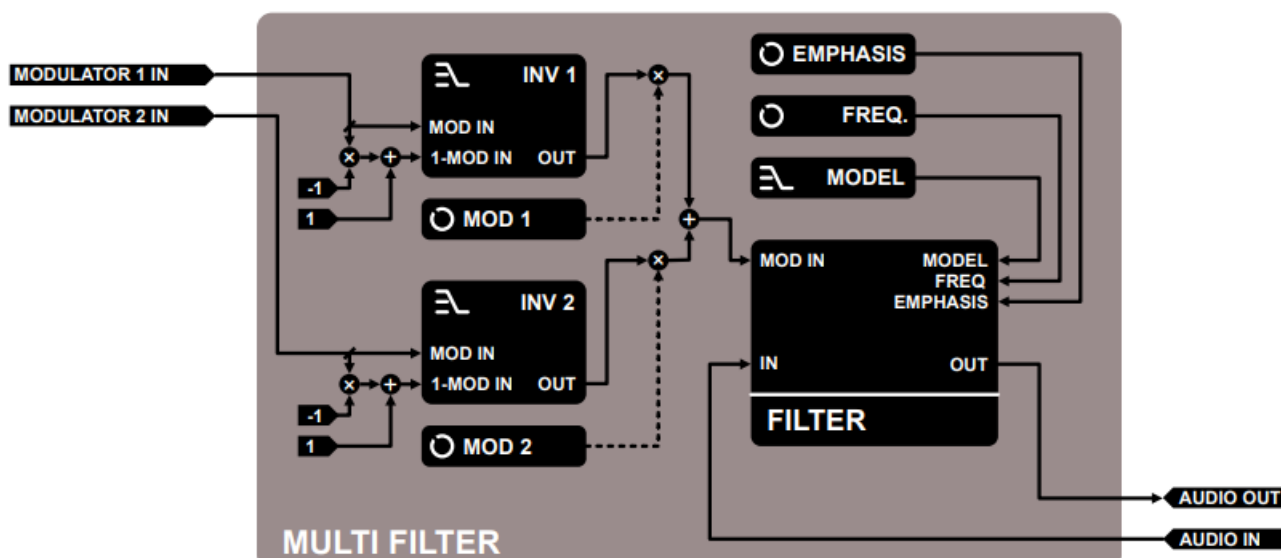 EMPHASIS
MODULATOR 1 IN
INV 1
MODULATOR 2 IN
FREQ.
MOD IN
1-MOD IN OUT
MODEL
-1
1
MOD 1
MOD IN MODEL
FREQ
EMPHASIS
INV 2
MOD IN
IN OUT
1-MOD IN OUT
-1
1
FILTER
MOD 2
AUDIO OUT
MULTI FILTER
AUDIO IN